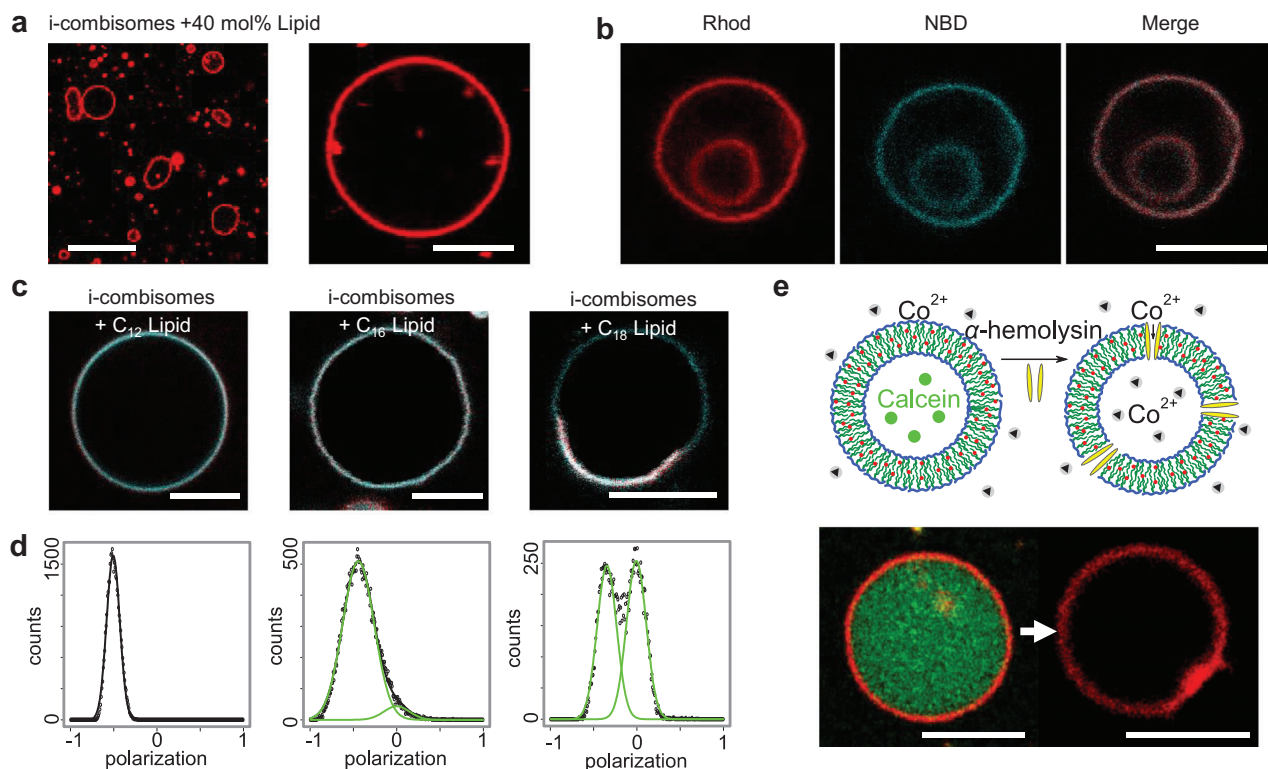 a
i-combisomes +40 mol% Lipid
b
Rhod
NBD
Merge
c
i-combisomes
+ C12 Lipid
i-combisomes
+ C16 Lipid
i-combisomes
+ C18 Lipid
d
counts
1500
0
-1
0
1
polarization
counts
500
0
-1
0
1
polarization
counts
250
0
-1
0
1
polarization
e
Co2+
α-hemolysin
Calcein
Co2+
Co2+